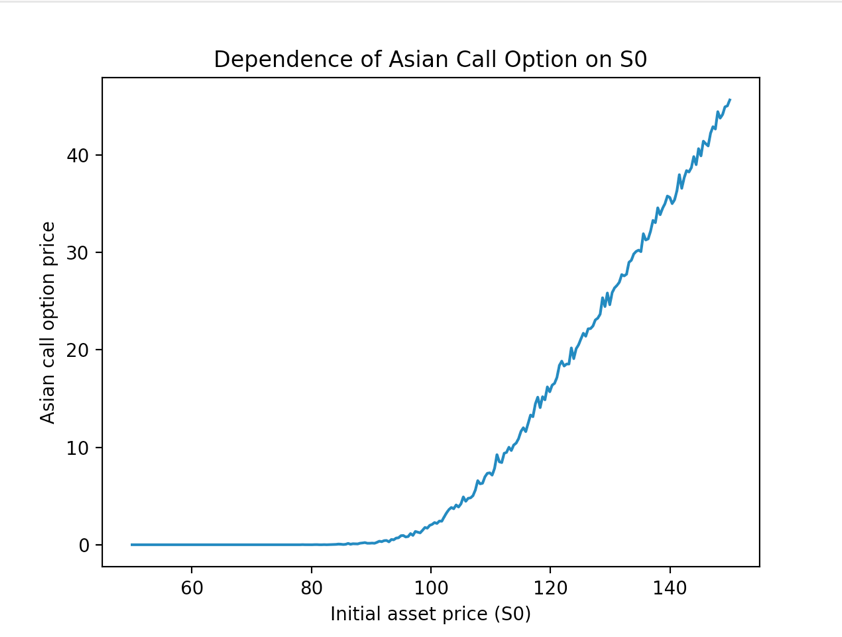 Dependence of Asian Call Option on S0
Asian call option price
40
30
20
10
0
60 80 100 120 140
Initial asset price (S0)